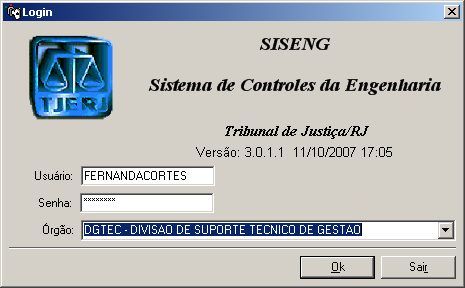 Login
SISENG
Sistema de Controles da Engenharia
TJERJ
Tribunal de Justiça/RJ
Versão: 3.0.1.1 11/10/2007 17:05
Usuário: FERNANDACORTES
Senha: ********
Órgão: DGTEC - DIVISAO DE SUPORTE TECNICO DE GESTAO
Ok
Sair